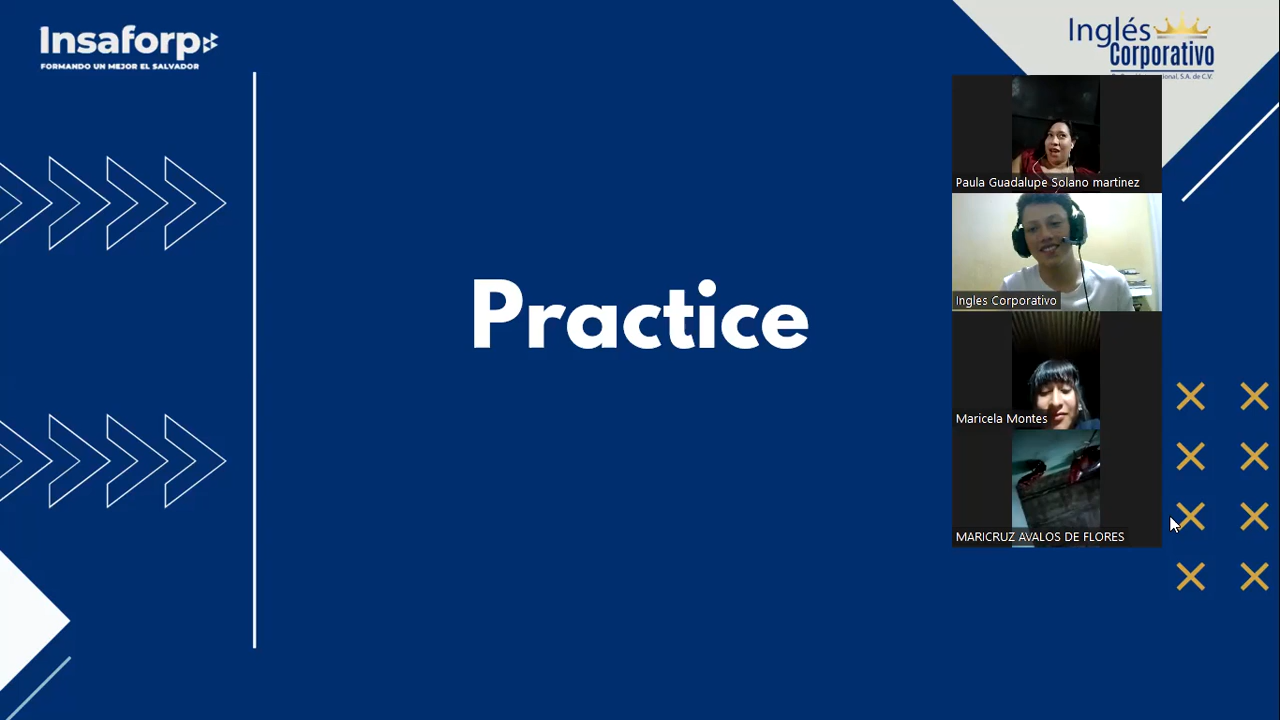 Insaforp
FORMANDO UN MEJOR EL SALVADOR
Inglés
Corporativo
Practice
Paula Guadalupe Solano martinez
Ingles Corporativo
Maricela Montes
MARICRUZ AVALOS DE FLORES